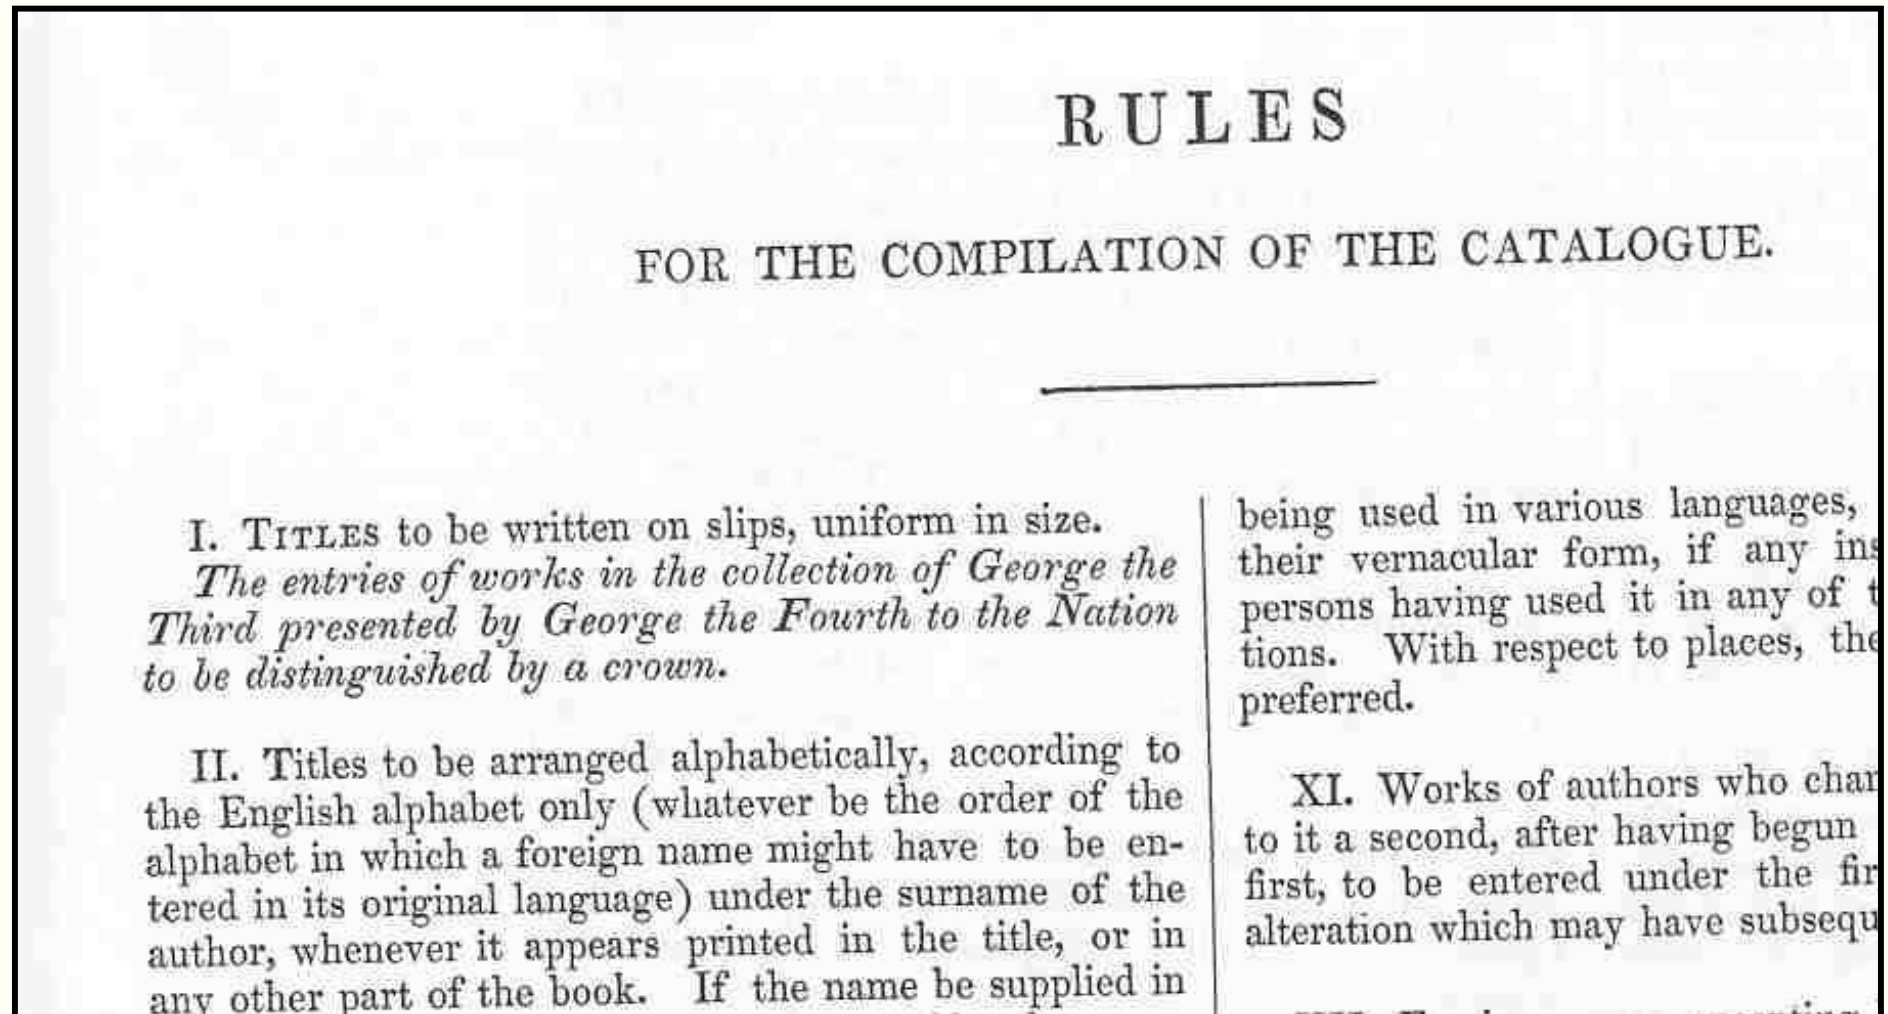 RULES
FOR THE COMPILATION OF THE CATALOGUE.
I. TITLES to be written on slips, uniform in size.
The entries of works in the collection of George the
Third presented by George the Fourth to the Nation
to be distinguished by a crown.
II. Titles to be arranged alphabetically, according to
the English alphabet only (whatever be the order of the
alphabet in which a foreign name might have to be en-
tered in its original language) under the surname of the
author, whenever it appears printed in the title, or in
any other part of the book. If the name be supplied in
being used in various languages,
their vernacular form, if any
persons having used it in any of
tions. With respect to places,
preferred.
XI. Works of authors who
to it a second, after having begun
first, to be entered under the
alteration which may have